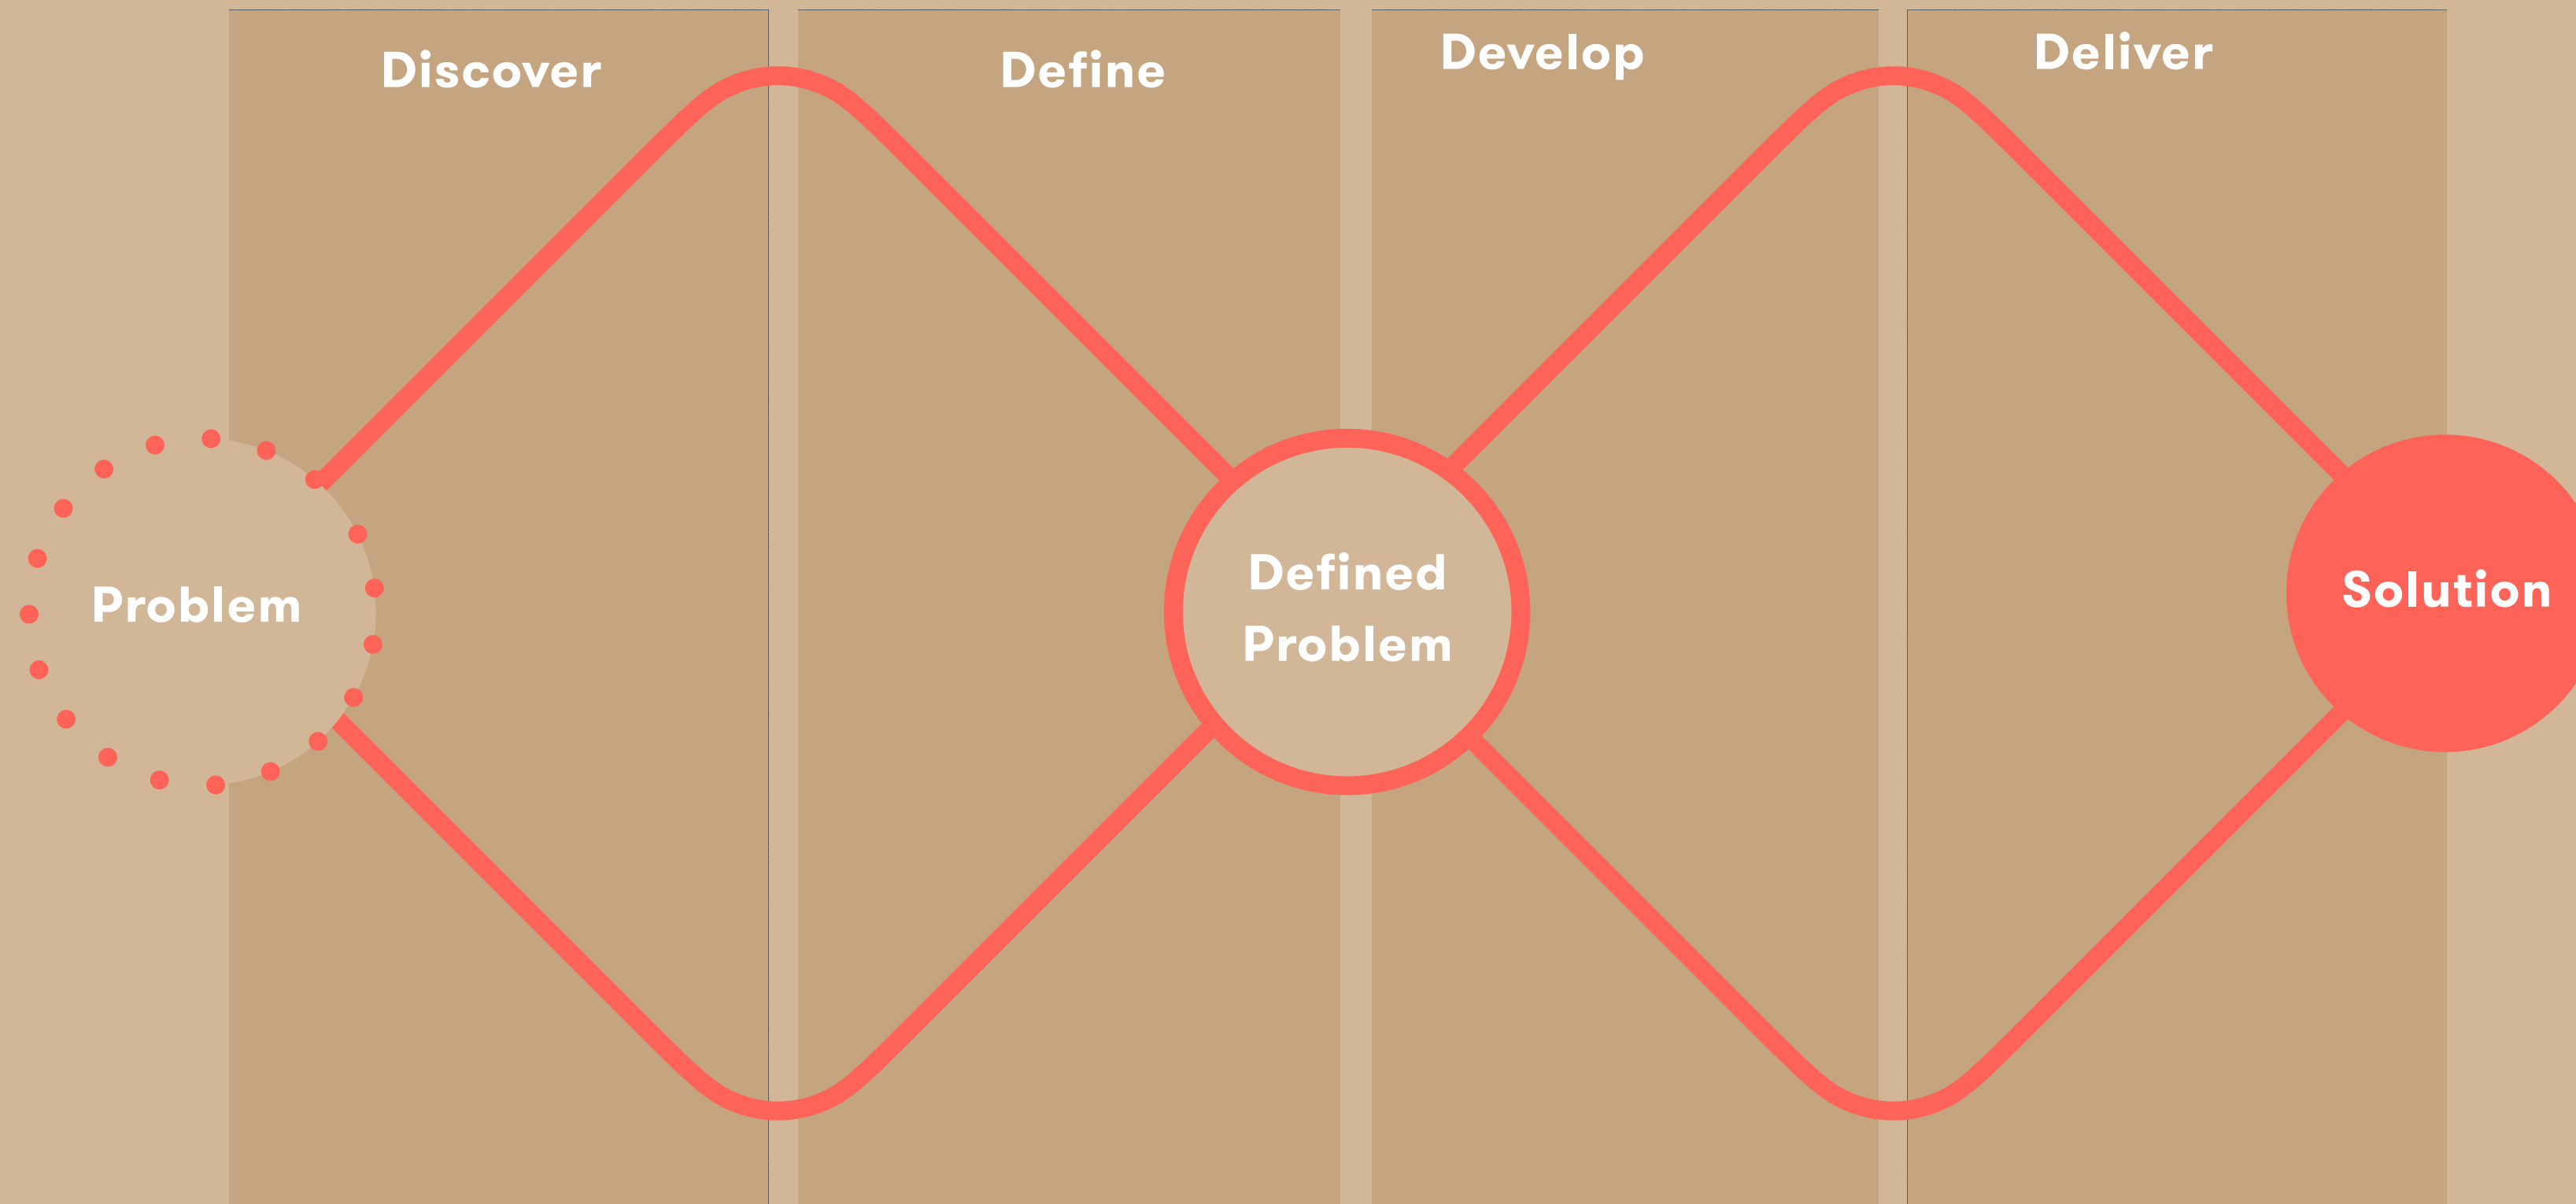 Discover
Define
Develop
Deliver
Problem
Defined
Problem
Solution